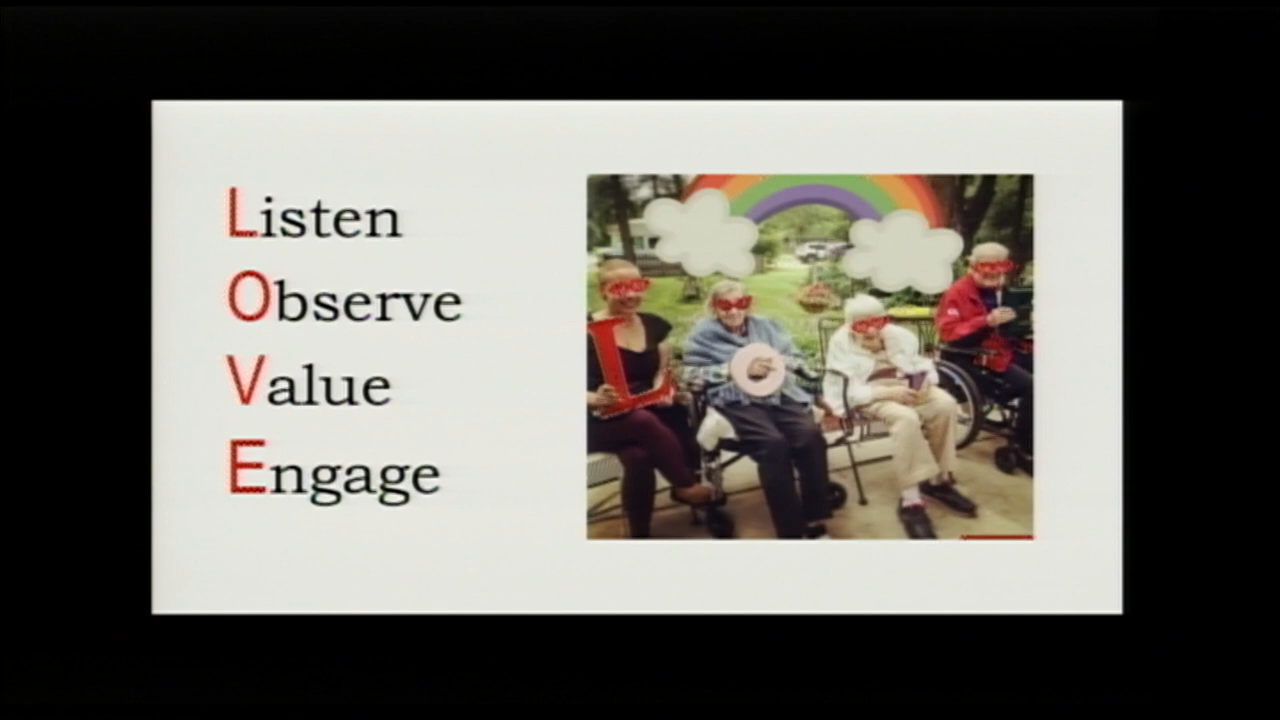 Listen
Observe
Value
Engage
L
O